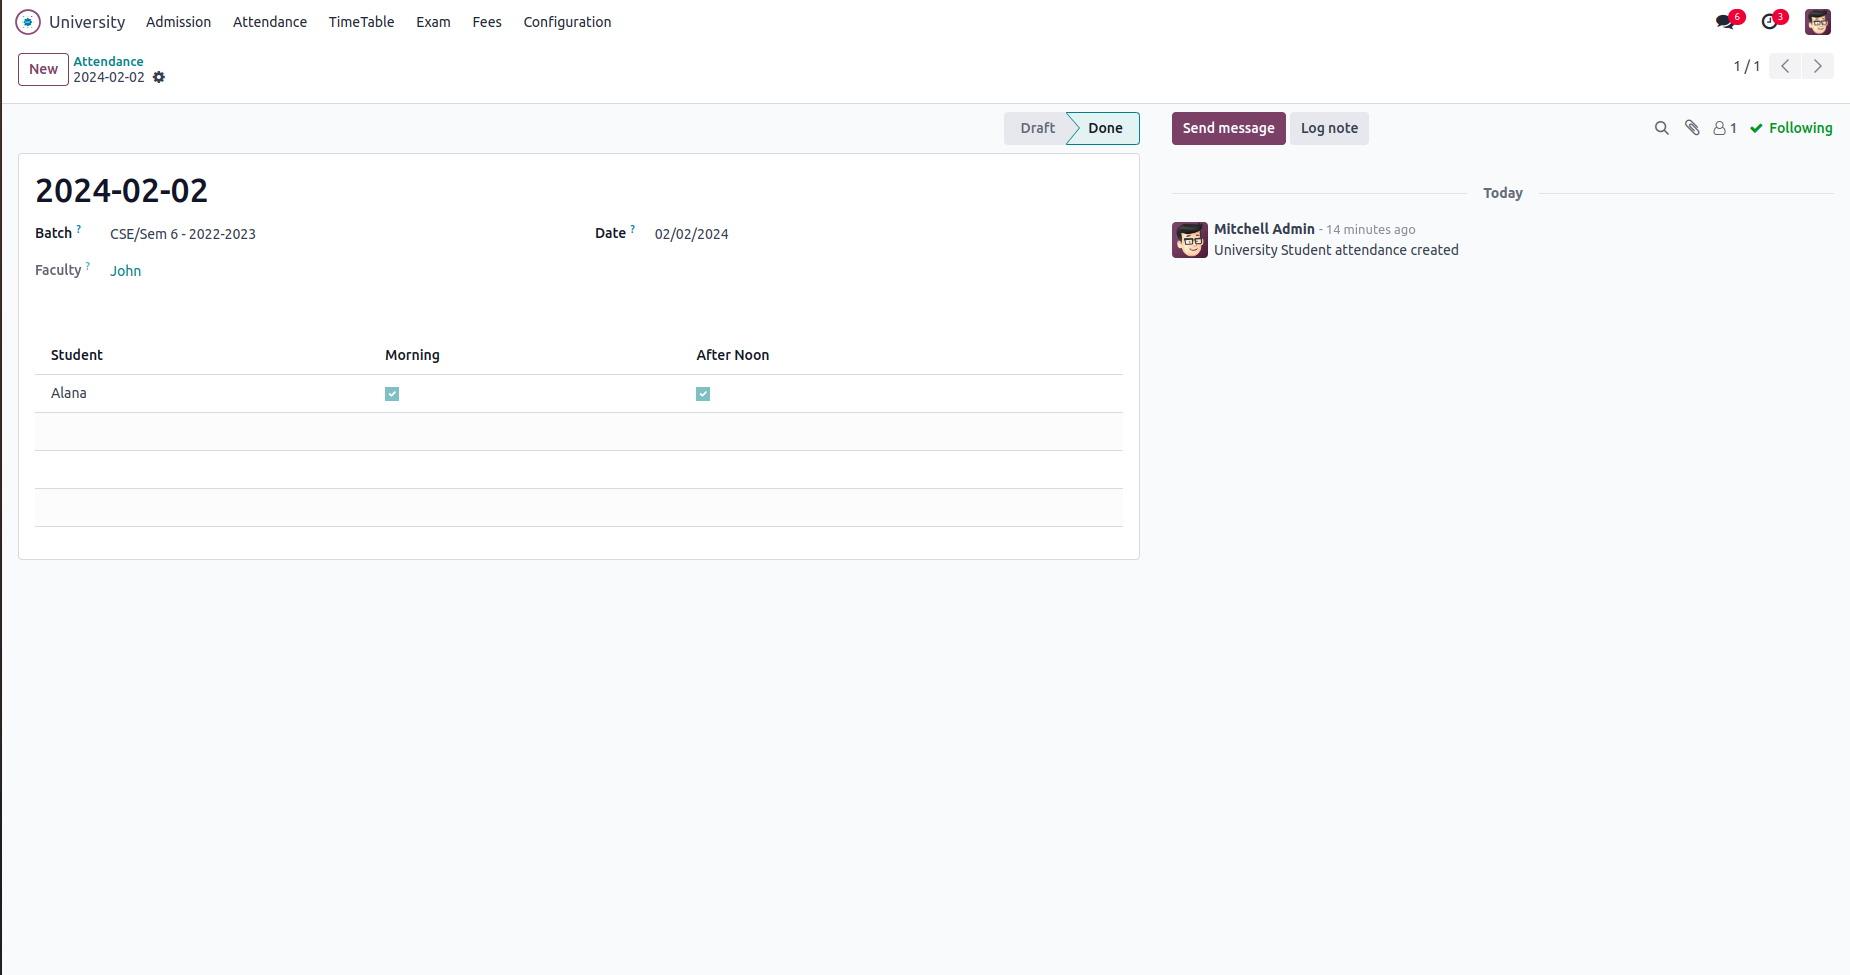 University Admission Attendance TimeTable Exam Fees Configuration 6 3
New Attendance 1 / 1
2024-02-02
Draft Done Send message Log note 1 Following
2024-02-02
Today
Batch ? CSE/Sem 6 - 2022-2023 Date ? 02/02/2024
Mitchell Admin - 14 minutes ago
University Student attendance created
Faculty ? John
Student Morning After Noon
Alana